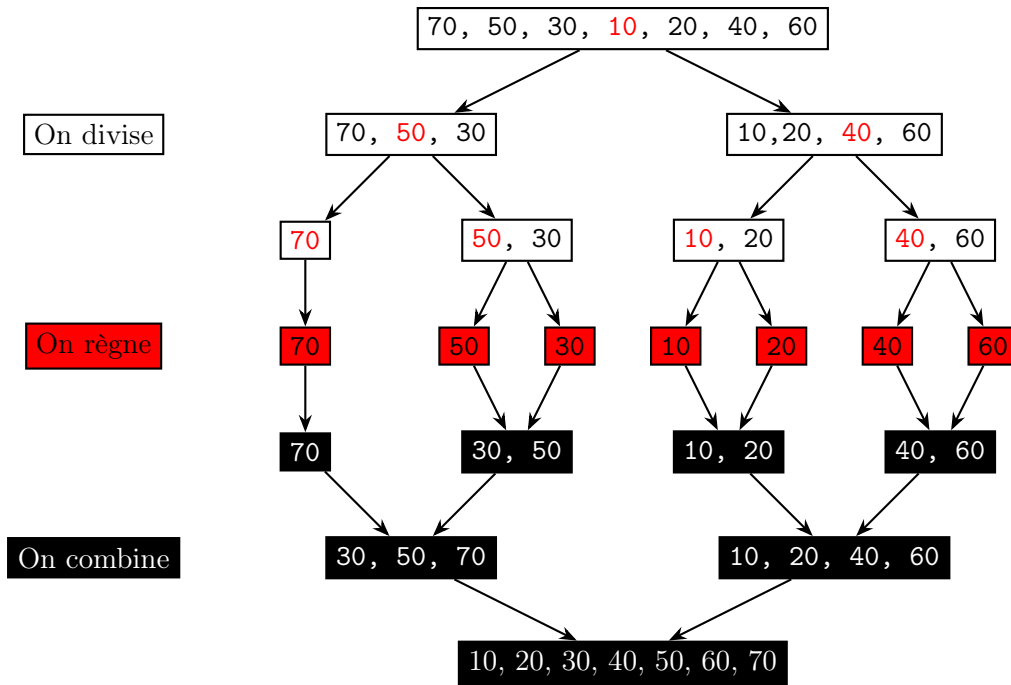 70, 50, 30, 10, 20, 40, 60
On divise
70, 50, 30
10,20, 40, 60
70
50, 30
10, 20
40, 60
On règne
70
50
30
10
20
40
60
70
30, 50
10, 20
40, 60
On combine
30, 50, 70
10, 20, 40, 60
10, 20, 30, 40, 50, 60, 70